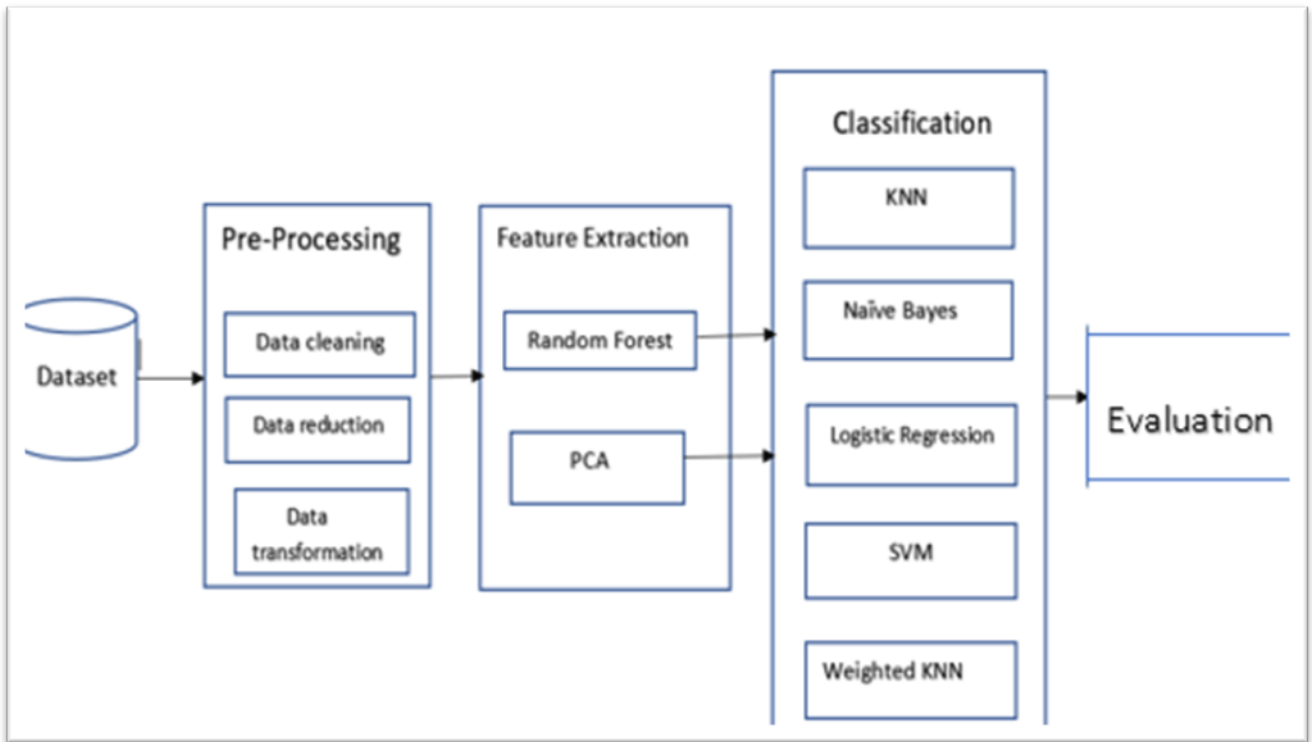 Dataset
Pre-Processing
Data cleaning
Data reduction
Data
transformation
Feature Extraction
Random Forest
PCA
Classification
KNN
Naïve Bayes
Logistic Regression
SVM
Weighted KNN
Evaluation